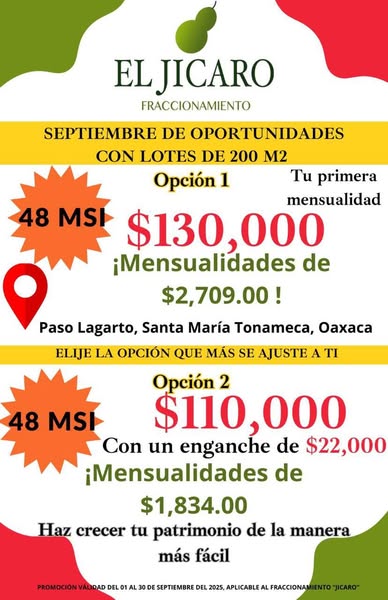 EL JICARO
FRACCIONAMIENTO
SEPTIEMBRE DE OPORTUNIDADES
CON LOTES DE 200 M2
Opción 1
Tu primera
mensualidad
48 MSI
$130,000
¡Mensualidades de
$2,709.00 !
Paso Lagarto, Santa María Tonameca, Oaxaca
ELIJE LA OPCIÓN QUE MÁS SE AJUSTE A TI
Opción 2
48 MSI
$110,000
Con un enganche de $22,000
¡Mensualidades de
$1,834.00
Haz crecer tu patrimonio de la manera
más fácil
PROMOCIÓN VALIDAD DEL 01 AL 30 DE SEPTIEMBRE DEL 2025, APLICABLE AL FRACCIONAMIENTO "JICARO"